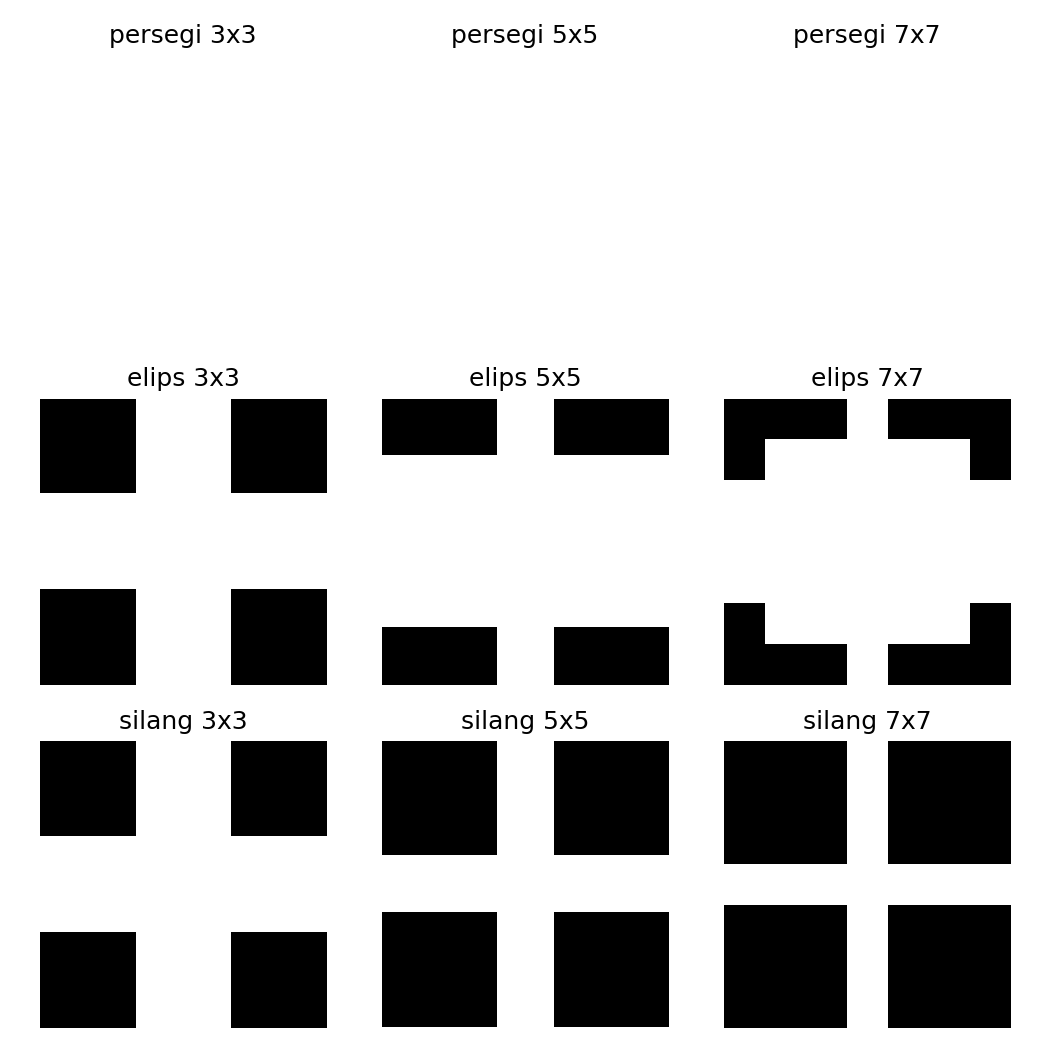 persegi 3x3
persegi 5x5
persegi 7x7
elips 3x3
elips 5x5
elips 7x7
silang 3x3
silang 5x5
silang 7x7